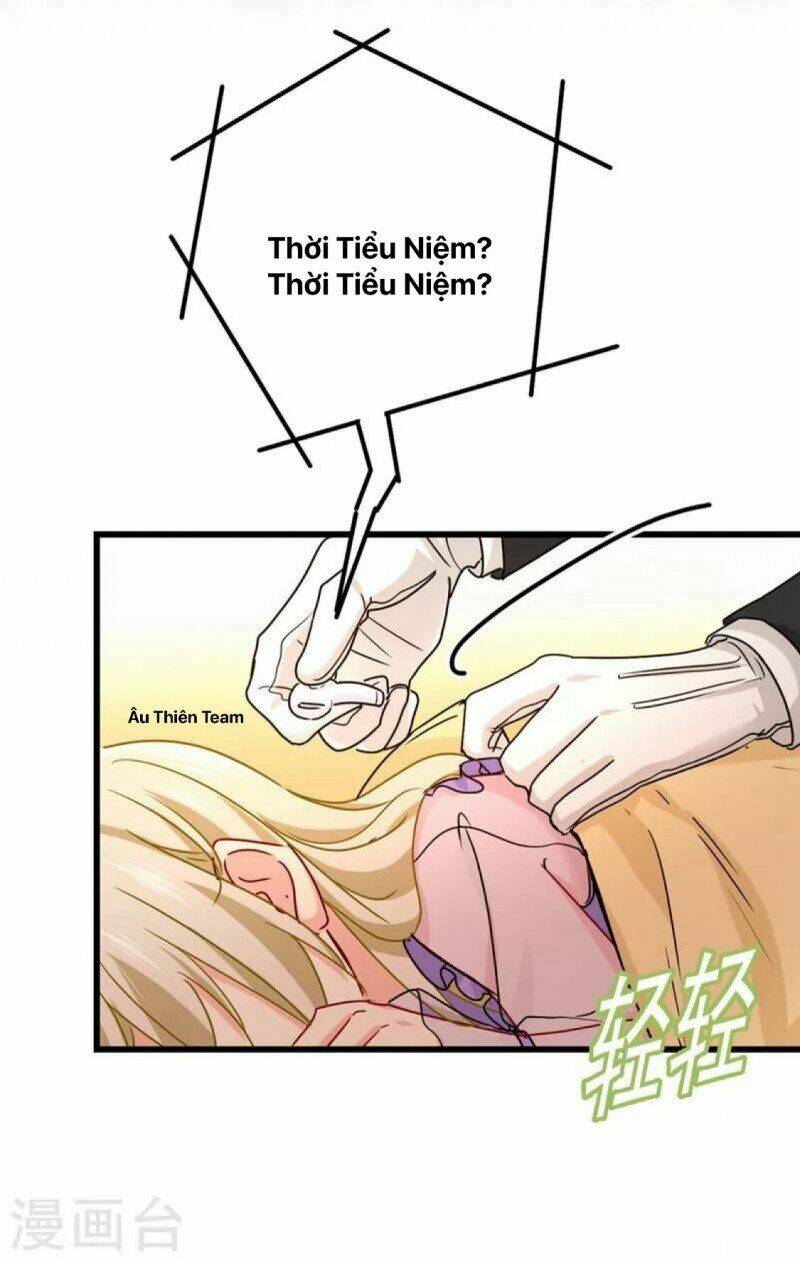 Thời Tiểu Niệm?
Thời Tiểu Niệm?
Âu Thiên Team
轻轻
漫画台